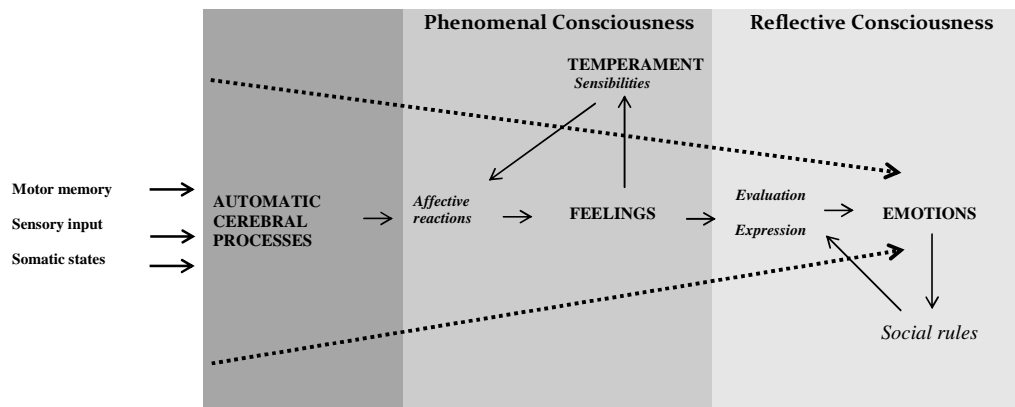 Phenomenal Consciousness
Reflective Consciousness
TEMPERAMENT
Sensibilities
Motor memory
Sensory input
Somatic states
AUTOMATIC
CEREBRAL
PROCESSES
Affective
reactions
FEELINGS
Evaluation
Expression
EMOTIONS
Social rules